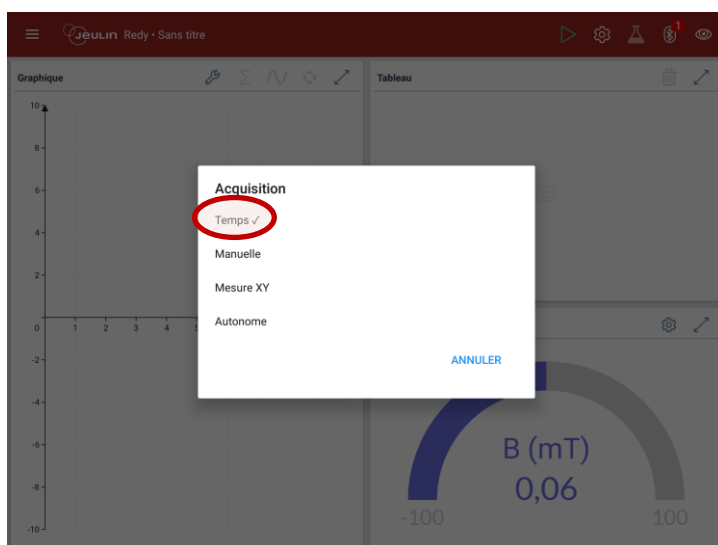 Jeulin Redy • Sans titre
1
Graphique
Tableau
10
8
6
4
2
0 1 2 3 4 5
-2
-4
-6
-8
-10
Acquisition
Temps ✓
Manuelle
Mesure XY
Autonome
ANNULER
B (mT)
0,06
-100 100